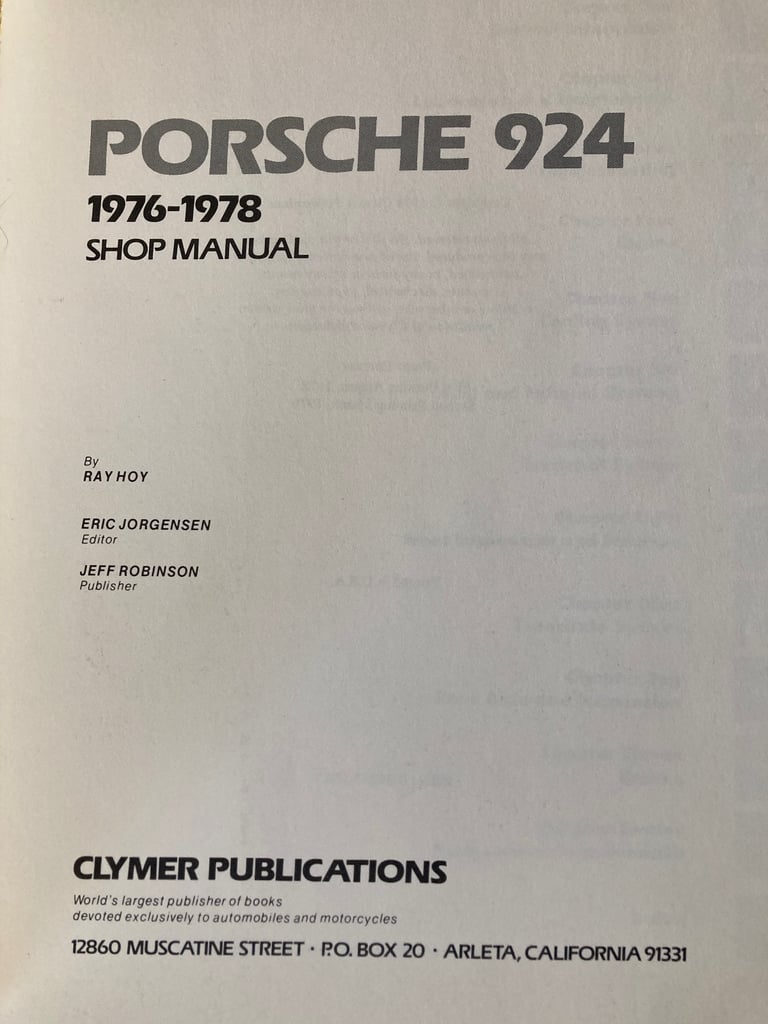 PORSCHE 924
1976-1978
SHOP MANUAL
By
RAY HOY
ERIC JORGENSEN
Editor
JEFF ROBINSON
Publisher
CLYMER PUBLICATIONS
World's largest publisher of books
devoted exclusively to automobiles and motorcycles
12860 MUSCATINE STREET · P.O. BOX 20 · ARLETA, CALIFORNIA 91331